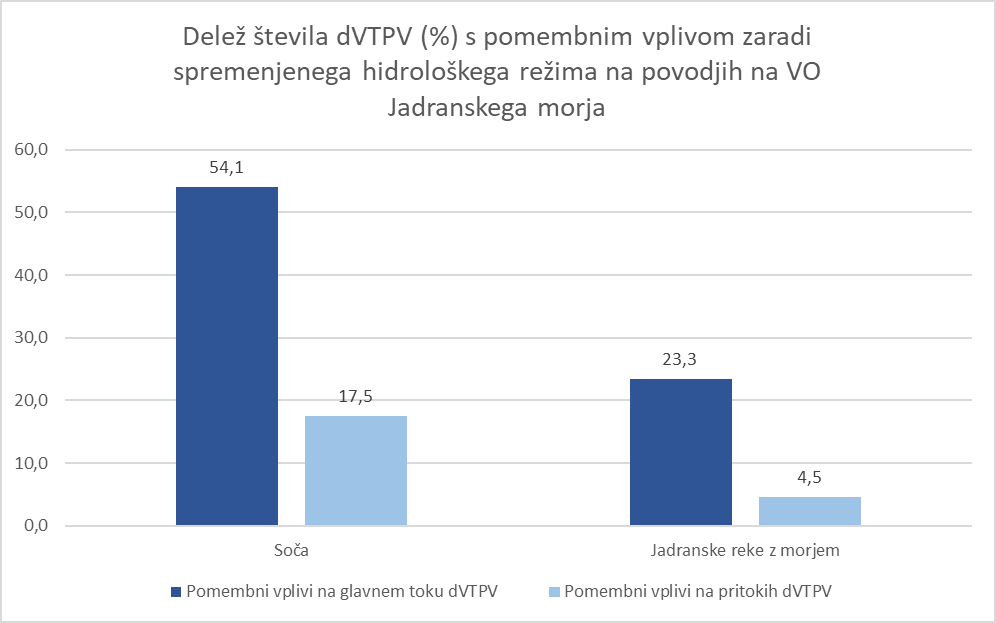 Delež števila dVTPV (%) s pomembnim vplivom zaradi
spremenjenega hidrološkega režima na povodjih na VO
Jadranskega morja
60,0
54,1
50,0
40,0
30,0
23,3
20,0
17,5
10,0
4,5
0,0
Soča
Jadranske reke z morjem
Pomembni vplivi na glavnem toku dVTPV
Pomembni vplivi na pritokih dVTPV